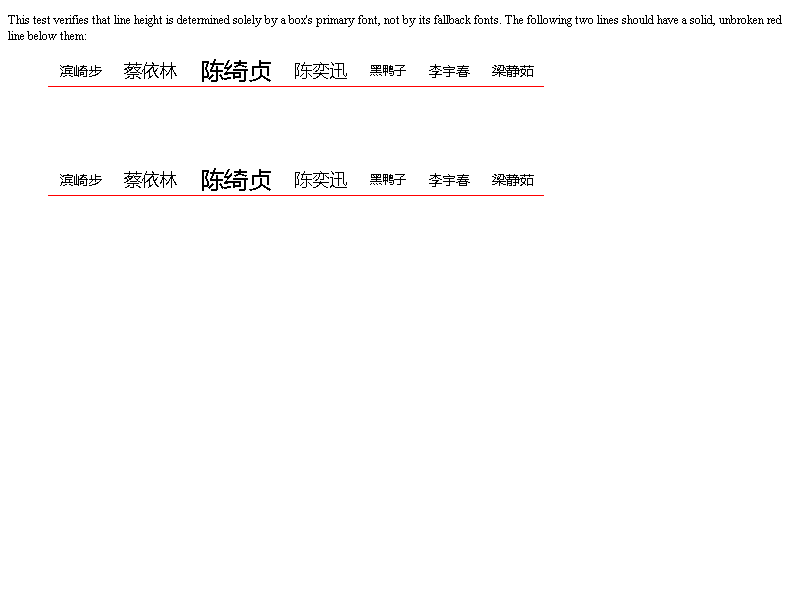 This test verifies that line height is determined solely by a box's primary font, not by its fallback fonts. The following two lines should have a solid, unbroken red
line below them:
滨崎步 蔡依林 陈绮贞 陈奕迅 黑鸭子 李宇春 梁静茹
滨崎步 蔡依林 陈绮贞 陈奕迅 黑鸭子 李宇春 梁静茹